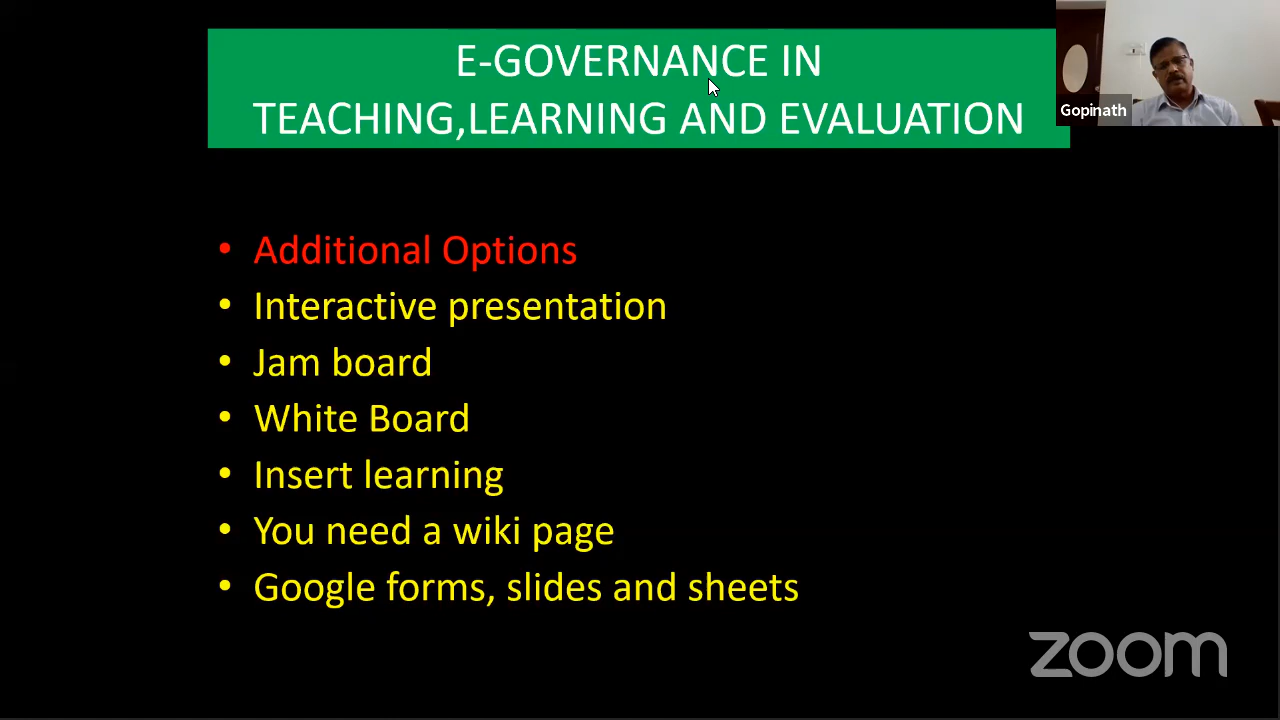 E-GOVERNANCE IN
TEACHING,LEARNING AND EVALUATION
Gopinath
• Additional Options
• Interactive presentation
• Jam board
• White Board
• Insert learning
• You need a wiki page
• Google forms, slides and sheets
zoom